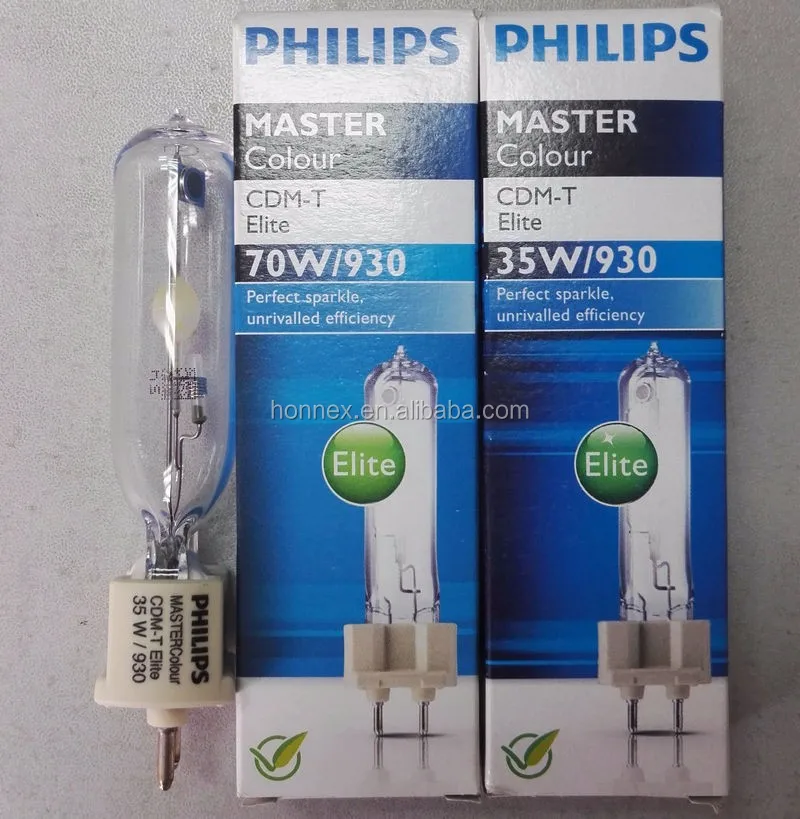 PHILIPS
MASTER
Colour
CDM-T
Elite
70W/930
Perfect sparkle,
unrivalled efficiency
Elite
PHILIPS
MASTER
Colour
CDM-T
Elite
35W/930
Perfect sparkle,
unrivalled efficiency
Elite
honnex.en.alibaba.com
PHILIPS
MASTERColour
CDM-T Elite
35 W / 930